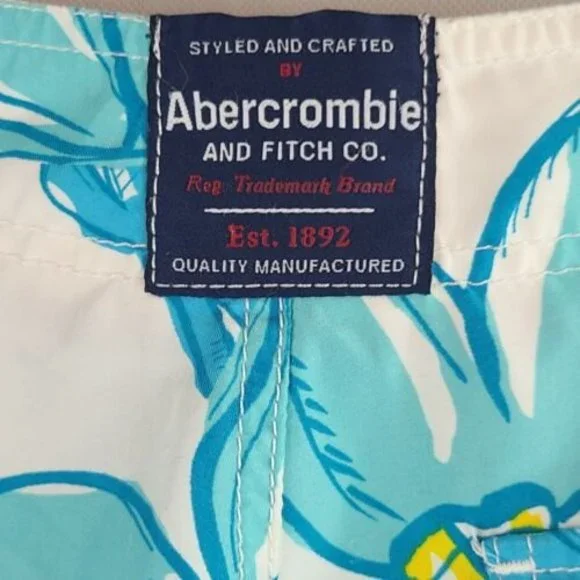 STYLED AND CRAFTED
BY
Abercrombie
AND FITCH CO.
Reg. Trademark Brand
Est. 1892
QUALITY MANUFACTURED